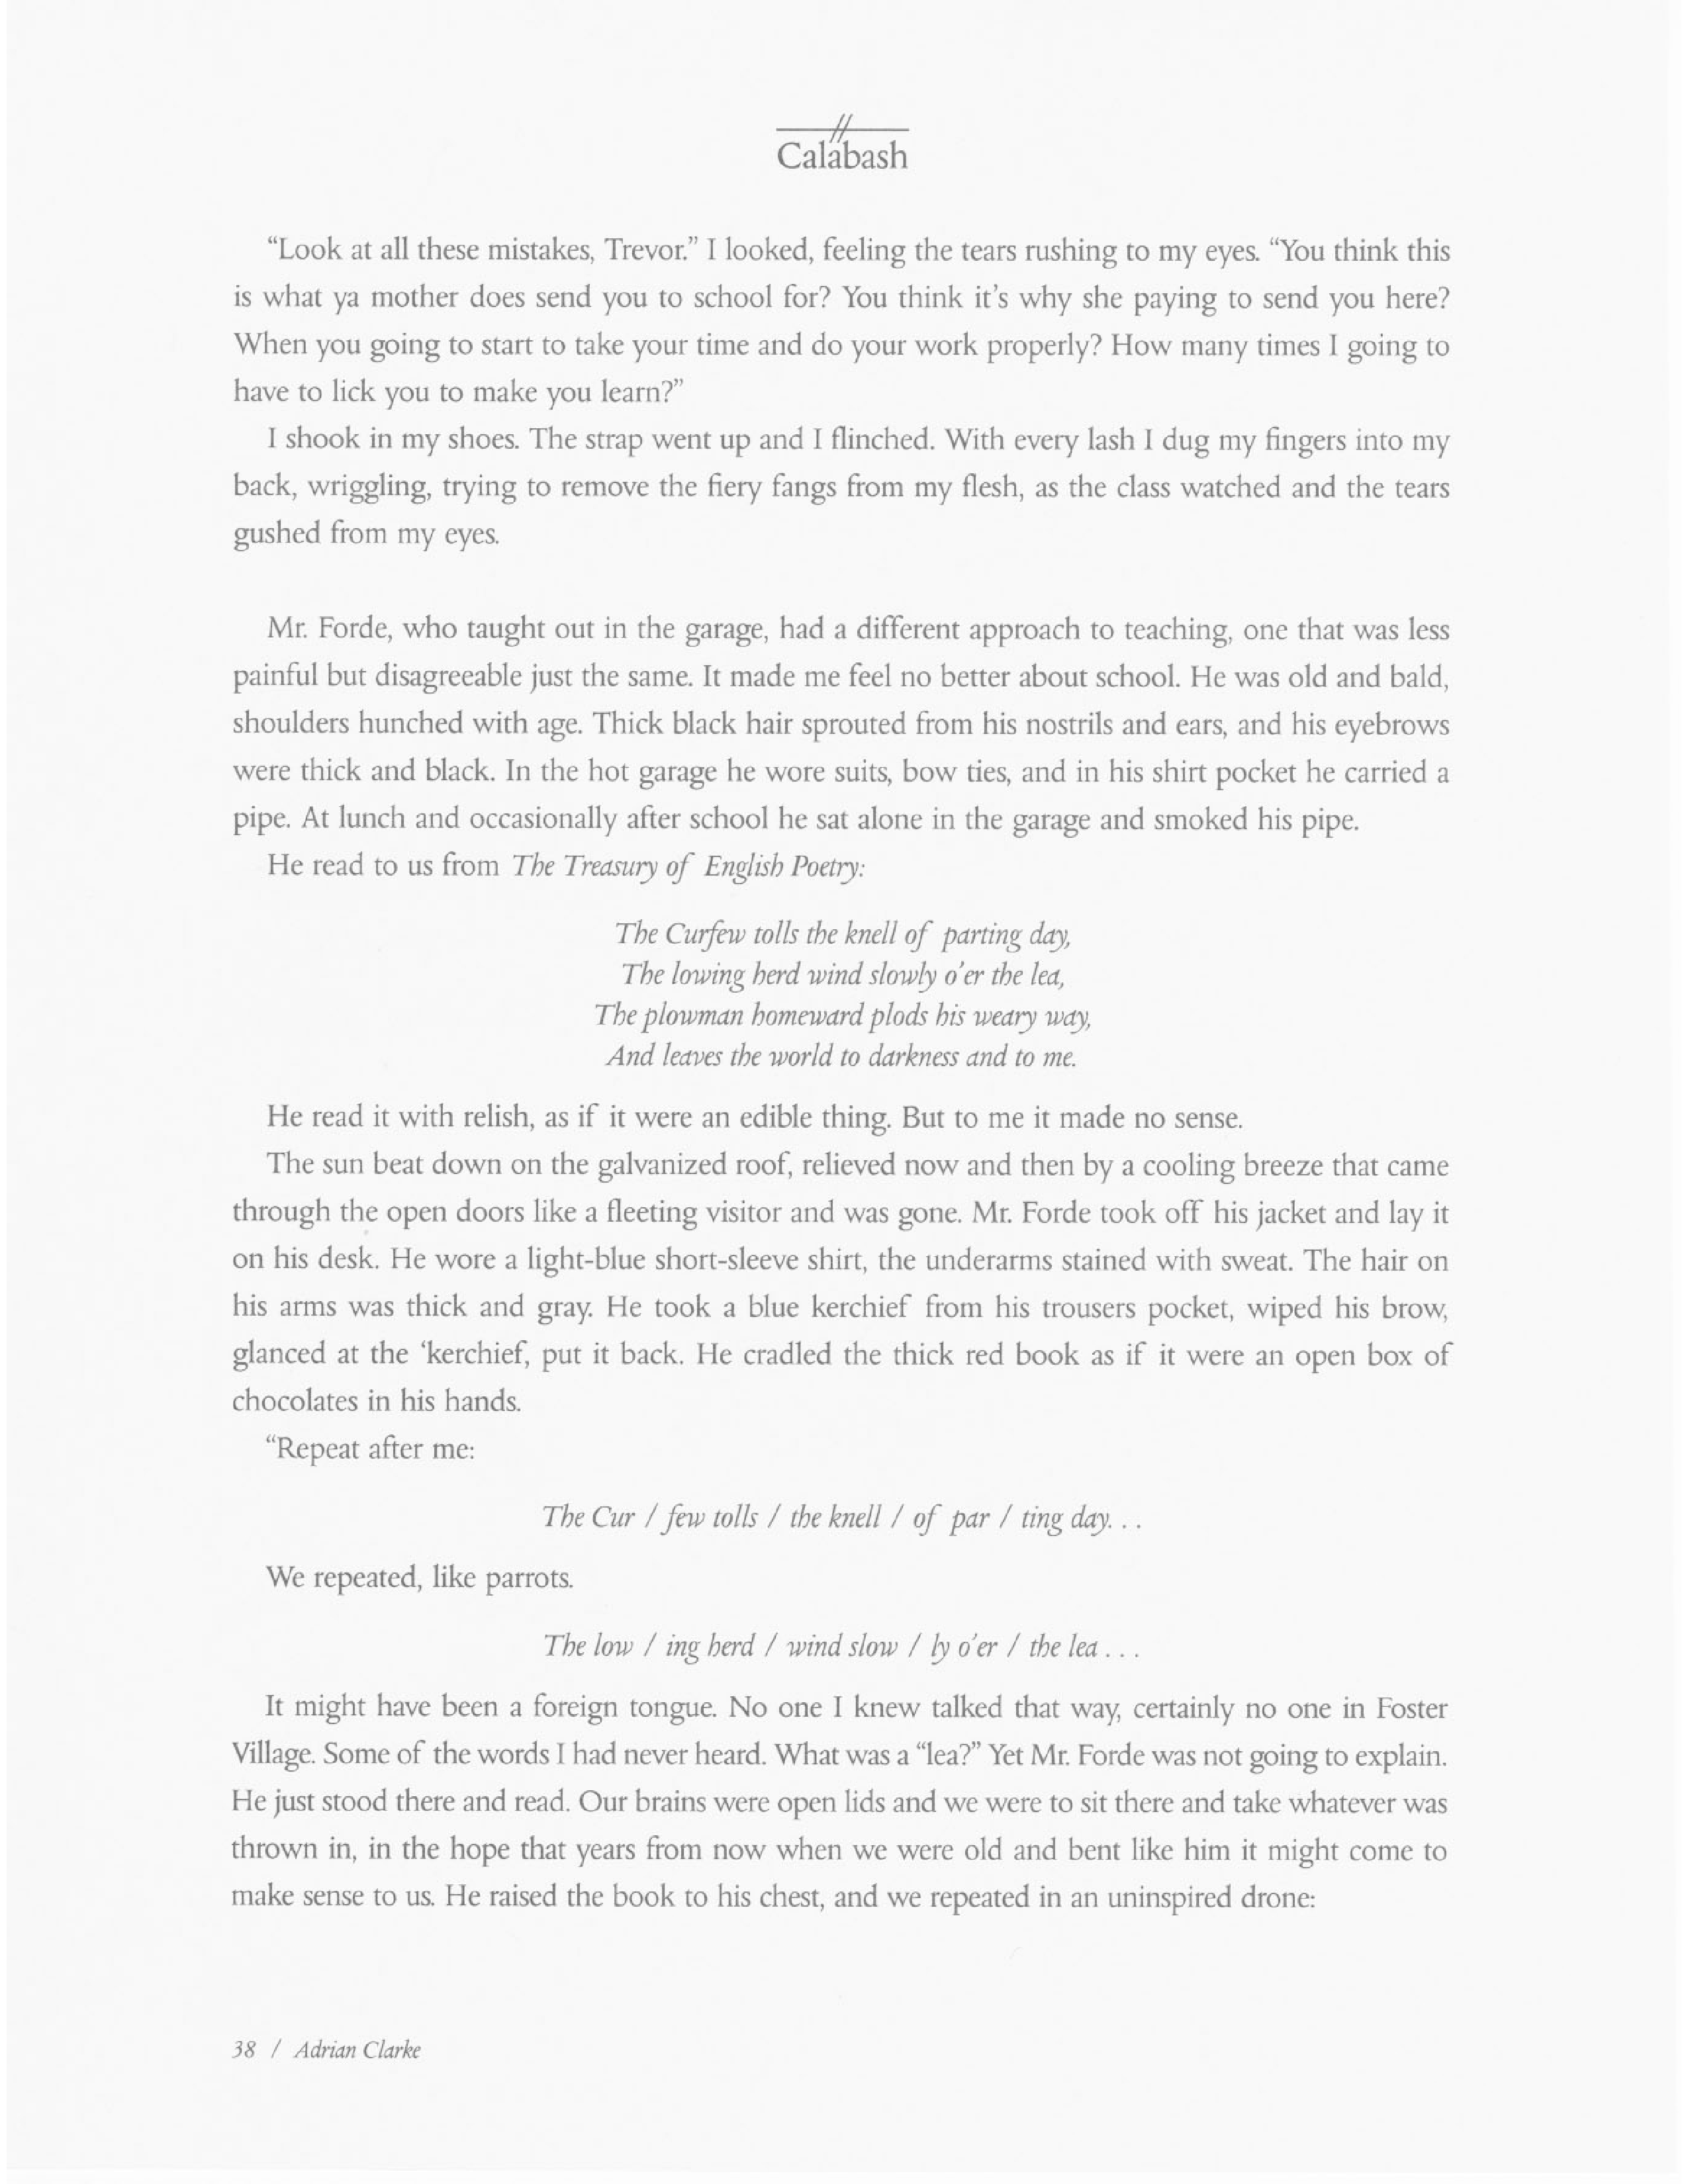 Calabash
“Look at all these mistakes, Trevor.” I looked, feeling the tears rushing to my eyes. “You think this
is what ya mother does send you to school for? You think it’s why she paying to send you here?
When you going to start to take your time and do your work properly? How many times I going to
have to lick you to make you learn?”
I shook in my shoes. The strap went up and I flinched. With every lash I dug my fingers into my
back, wriggling, trying to remove the fiery fangs from my flesh, as the class watched and the tears
gushed from my eyes.
Mr. Forde, who taught out in the garage, had a different approach to teaching, one that was less
painful but disagreeable just the same. It made me feel no better about school. He was old and bald,
shoulders hunched with age. Thick black hair sprouted from his nostrils and ears, and his eyebrows
were thick and black. In the hot garage he wore suits, bow ties, and in his shirt pocket he carried a
pipe. At lunch and occasionally after school he sat alone in the garage and smoked his pipe.
He read to us from The Treasury of English Poetry:
The Curfew tolls the knell of parting day,
The lowing herd wind slowly o’er the lea,
The plowman homeward plods his weary way,
And leaves the world to darkness and to me.
He read it with relish, as if it were an edible thing. But to me it made no sense.
The sun beat down on the galvanized roof, relieved now and then by a cooling breeze that came
through the open doors like a fleeting visitor and was gone. Mr. Forde took off his jacket and lay it
on his desk. He wore a light-blue short-sleeve shirt, the underarms stained with sweat. The hair on
his arms was thick and gray. He took a blue kerchief from his trousers pocket, wiped his brow,
glanced at the ‘kerchief, put it back. He cradled the thick red book as if it were an open box of
chocolates in his hands.
“Repeat after me:
The Cur / few tolls / the knell / of par / ting day. . .
We repeated, like parrots.
The low / ing herd / wind slow / ly o’er / the lea . . .
It might have been a foreign tongue. No one I knew talked that way, certainly no one in Foster
Village. Some of the words I had never heard. What was a “lea?” Yet Mr. Forde was not going to explain.
He just stood there and read. Our brains were open lids and we were to sit there and take whatever was
thrown in, in the hope that years from now when we were old and bent like him it might come to
make sense to us. He raised the book to his chest, and we repeated in an uninspired drone:
38 / Adrian Clarke